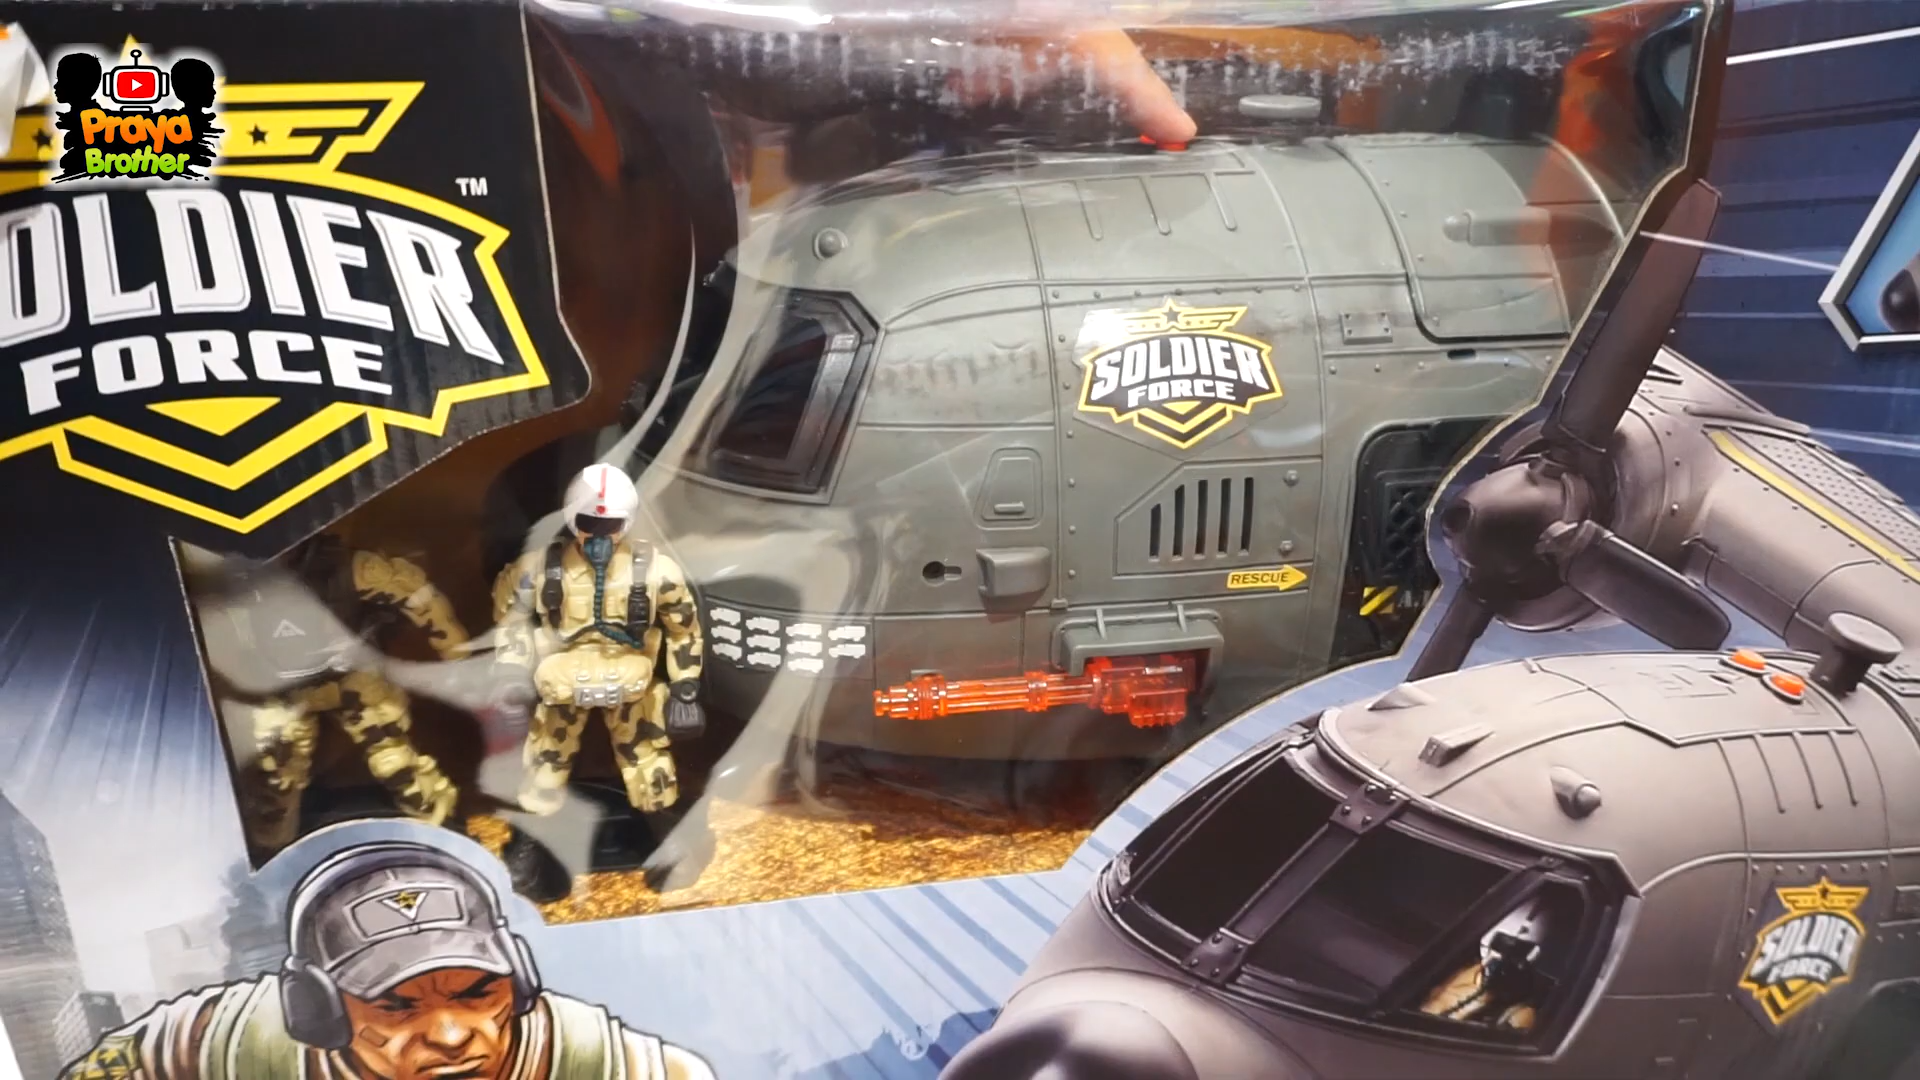 Praya
Brother
OLDIER
FORCE
TM
SOLDIER
FORCE
RESCUE
SOLDIER
FORCE